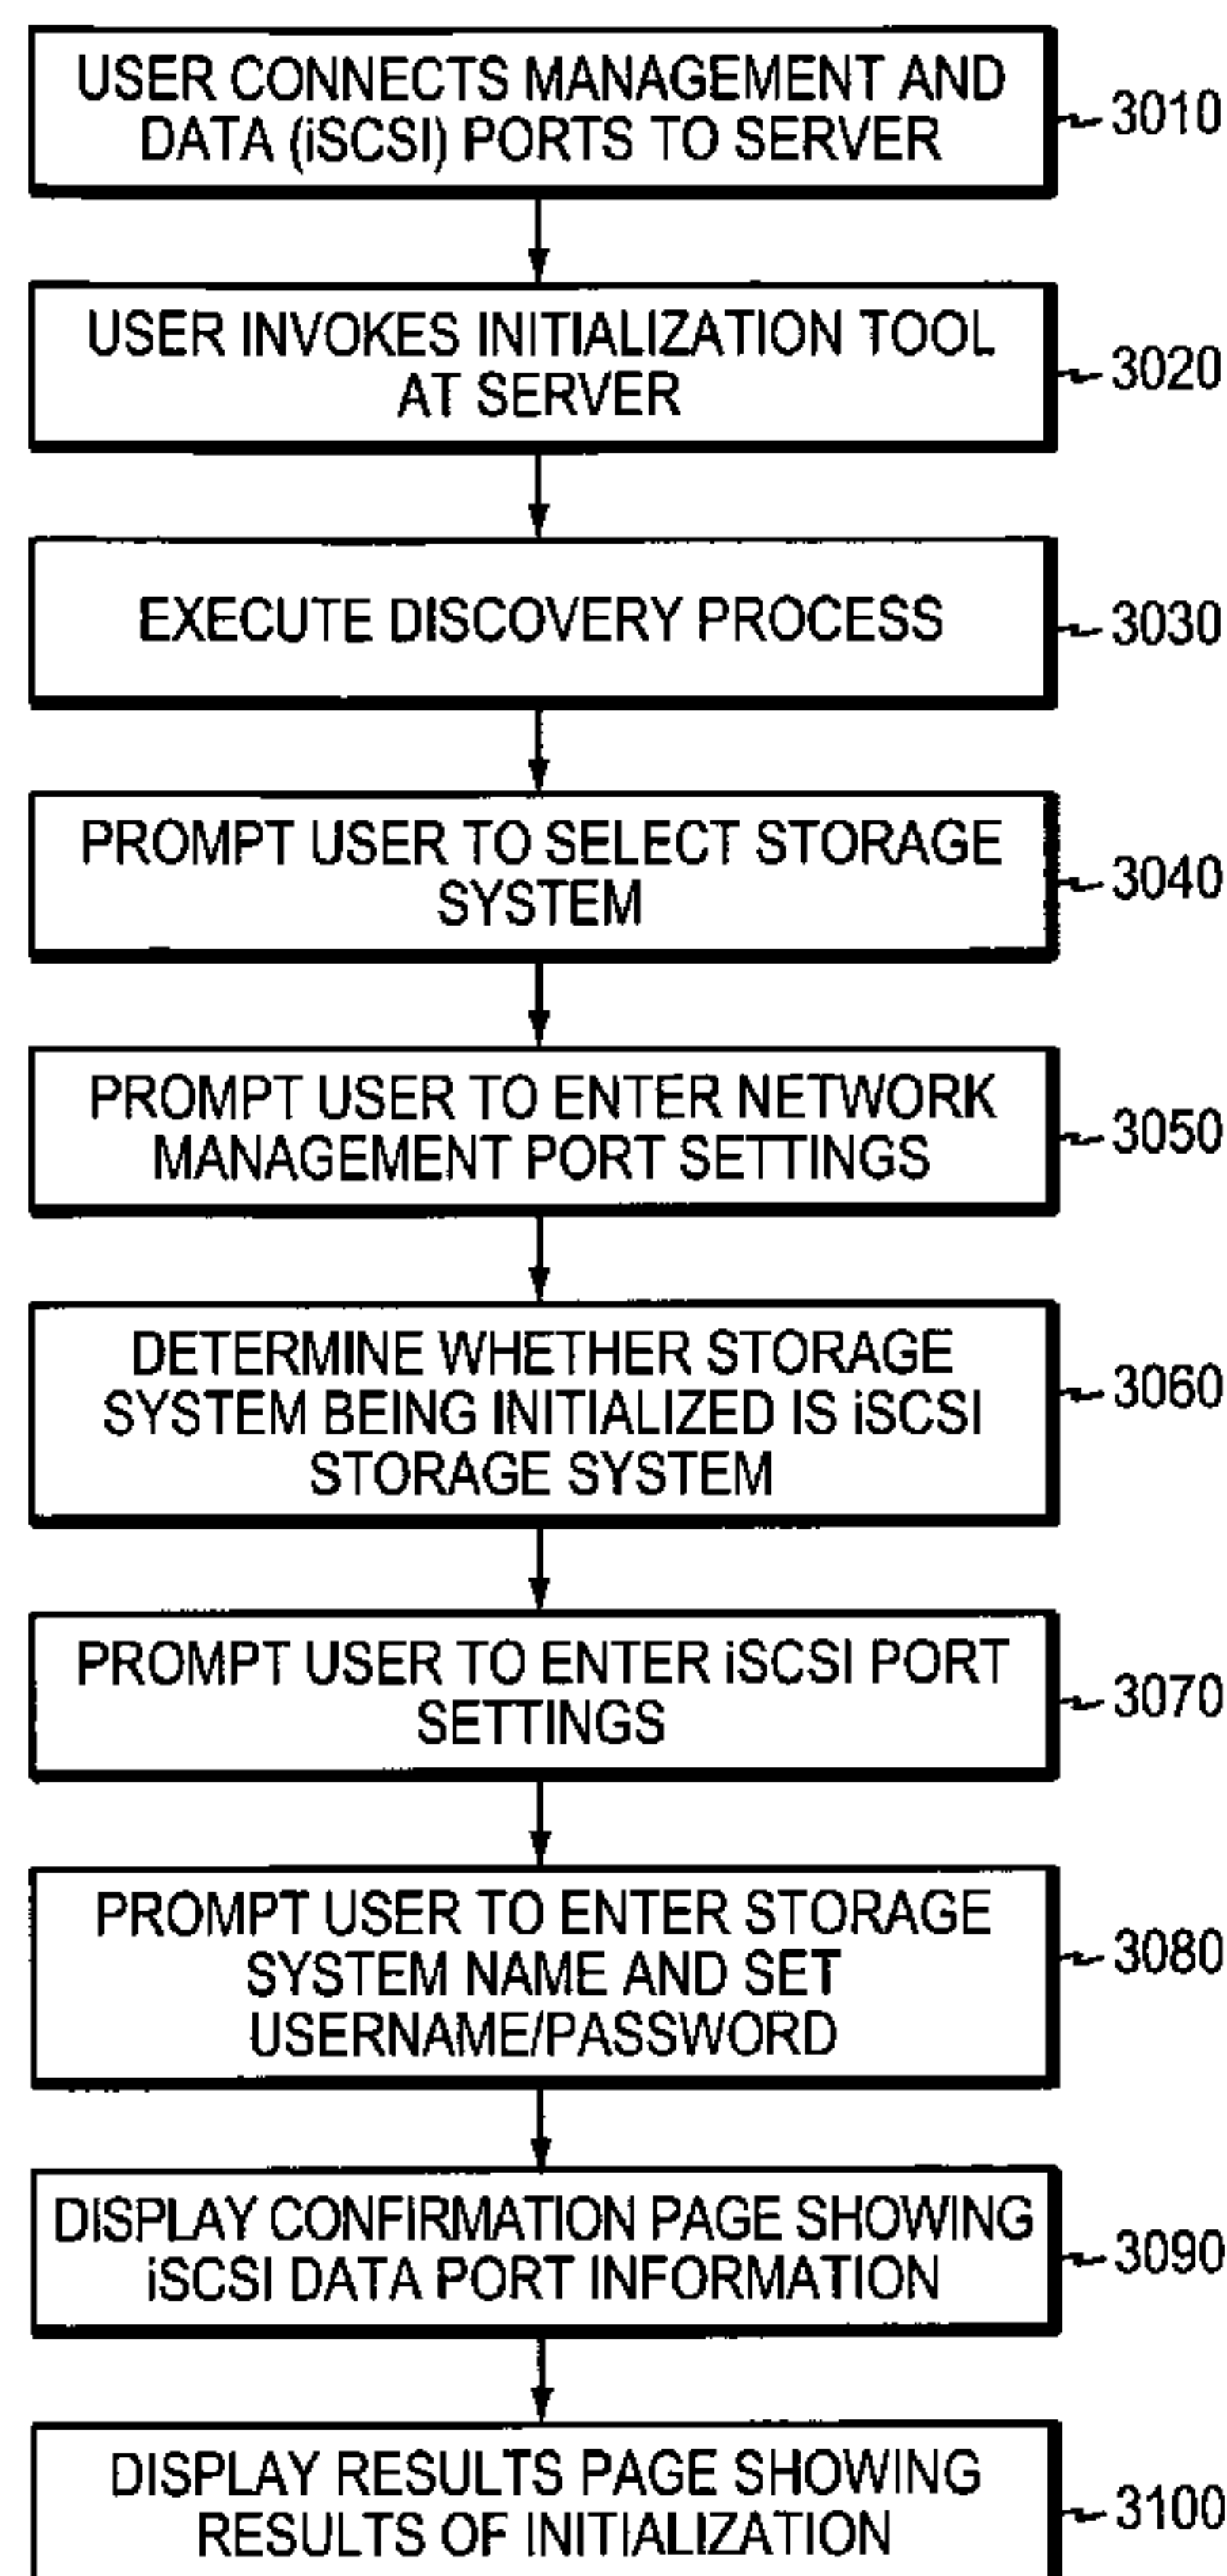 USER CONNECTS MANAGEMENT AND
DATA (iSCSI) PORTS TO SERVER
3010
USER INVOKES INITIALIZATION TOOL
AT SERVER
3020
EXECUTE DISCOVERY PROCESS
3030
PROMPT USER TO SELECT STORAGE
SYSTEM
3040
PROMPT USER TO ENTER NETWORK
MANAGEMENT PORT SETTINGS
3050
DETERMINE WHETHER STORAGE
SYSTEM BEING INITIALIZED IS iSCSI
STORAGE SYSTEM
3060
PROMPT USER TO ENTER iSCSI PORT
SETTINGS
3070
PROMPT USER TO ENTER STORAGE
SYSTEM NAME AND SET
USERNAME/PASSWORD
3080
DISPLAY CONFIRMATION PAGE SHOWING
iSCSI DATA PORT INFORMATION
3090
DISPLAY RESULTS PAGE SHOWING
RESULTS OF INITIALIZATION
3100